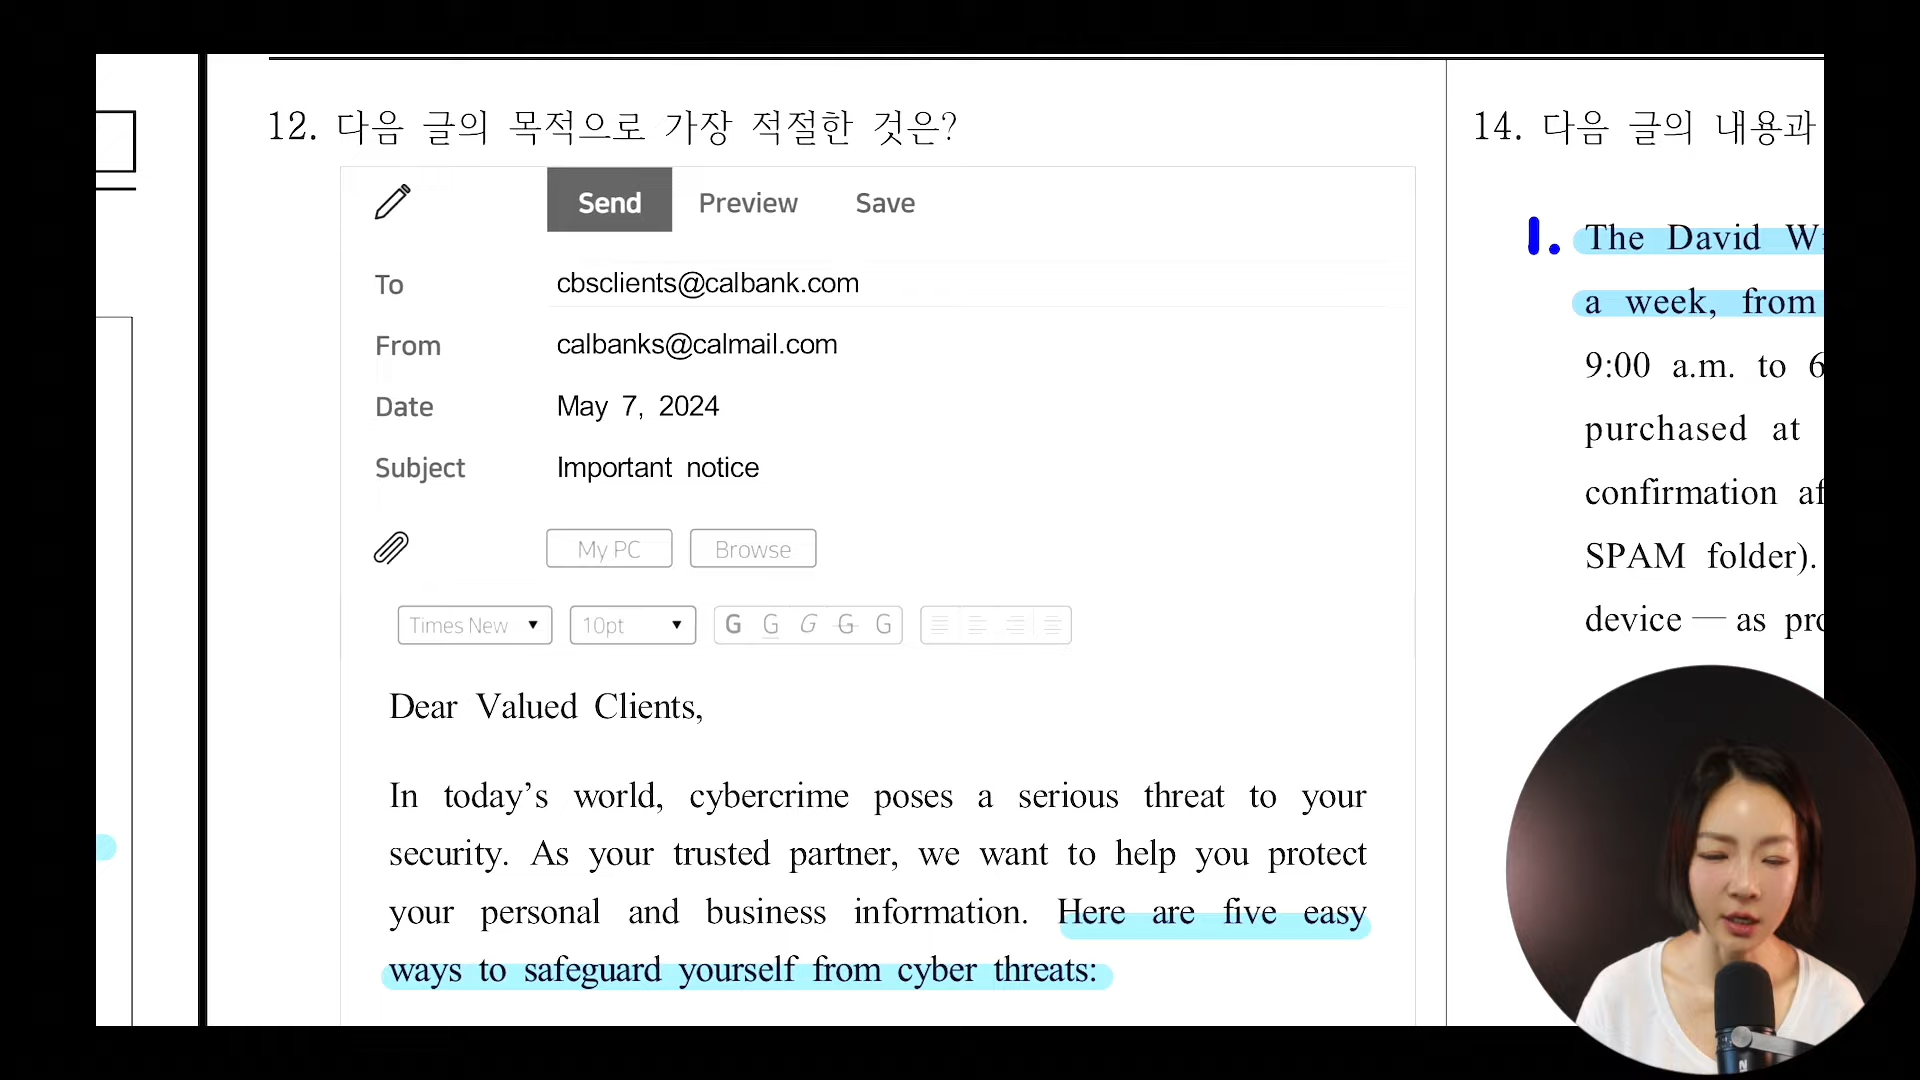 12. 다음 글의 목적으로 가장 적절한 것은?
Send Preview Save
To cbsclients@calbank.com
From calbanks@calmail.com
Date May 7, 2024
Subject Important notice
My PC Browse
Times New 10pt G G G G G
Dear Valued Clients,
In today's world, cybercrime poses a serious threat to your
security. As your trusted partner, we want to help you protect
your personal and business information. Here are five easy
ways to safeguard yourself from cyber threats:
14. 다음 글의 내용과
1. The David W
a week, from
9:00 a.m. to 6
purchased at
confirmation af
SPAM folder).
device — as pro